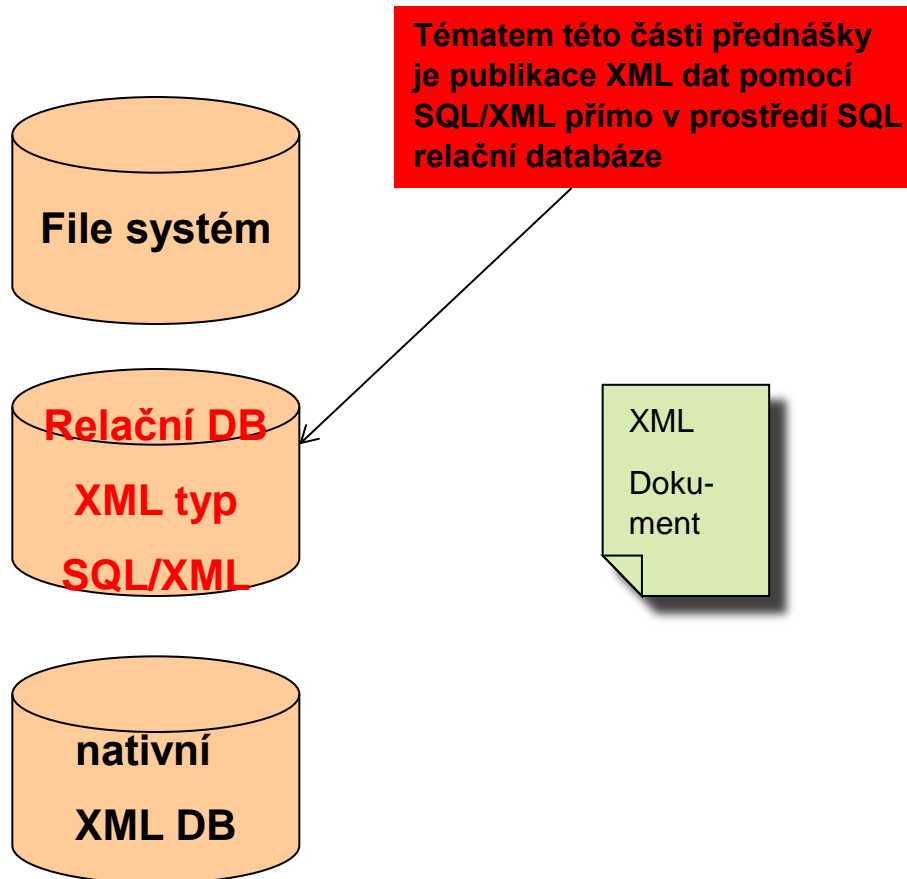 Tématem této části přednášky
je publikace XML dat pomocí
SQL/XML přímo v prostředí SQL
relační databáze
File systém
Relační DB
XML typ
SQL/XML
XML
Doku-
ment
nativní
XML DB